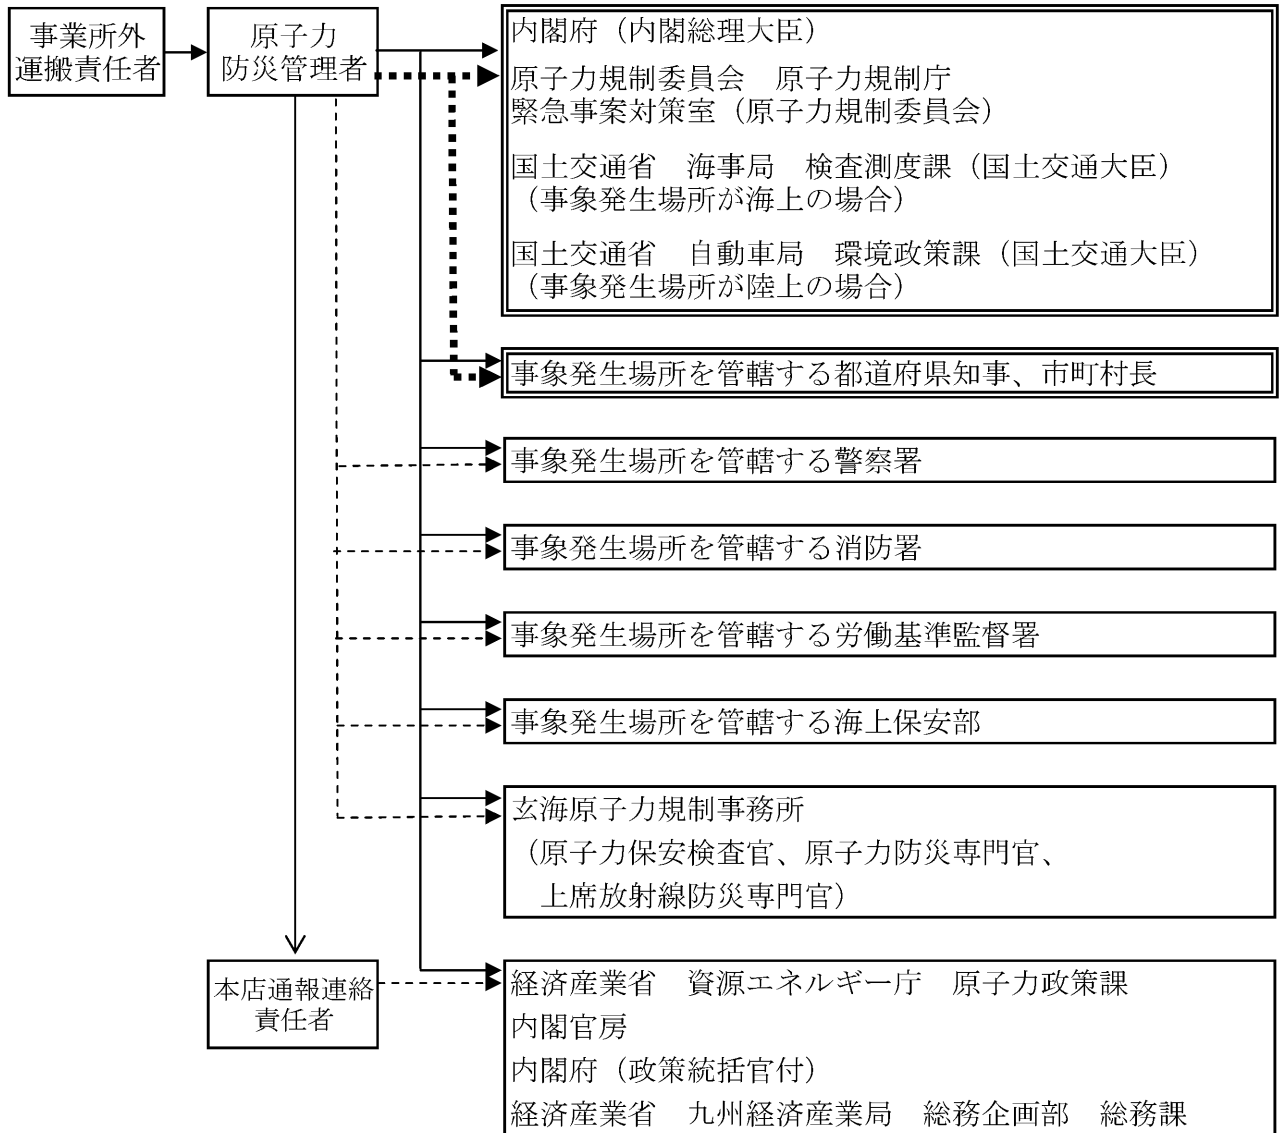 事業所外
運搬責任者
原子力
防災管理者
内閣府（内閣総理大臣）
原子力規制委員会　原子力規制庁
緊急事案対策室（原子力規制委員会）
国土交通省　海事局　検査測度課（国土交通大臣）
（事象発生場所が海上の場合）
国土交通省　自動車局　環境政策課（国土交通大臣）
（事象発生場所が陸上の場合）
事象発生場所を管轄する都道府県知事、市町村長
事象発生場所を管轄する警察署
事象発生場所を管轄する消防署
事象発生場所を管轄する労働基準監督署
事象発生場所を管轄する海上保安部
玄海原子力規制事務所
（原子力保安検査官、原子力防災専門官、
上席放射線防災専門官）
本店通報連絡
責任者
経済産業省　資源エネルギー庁　原子力政策課
内閣官房
内閣府（政策統括官付）
経済産業省　九州経済産業局　総務企画部　総務課